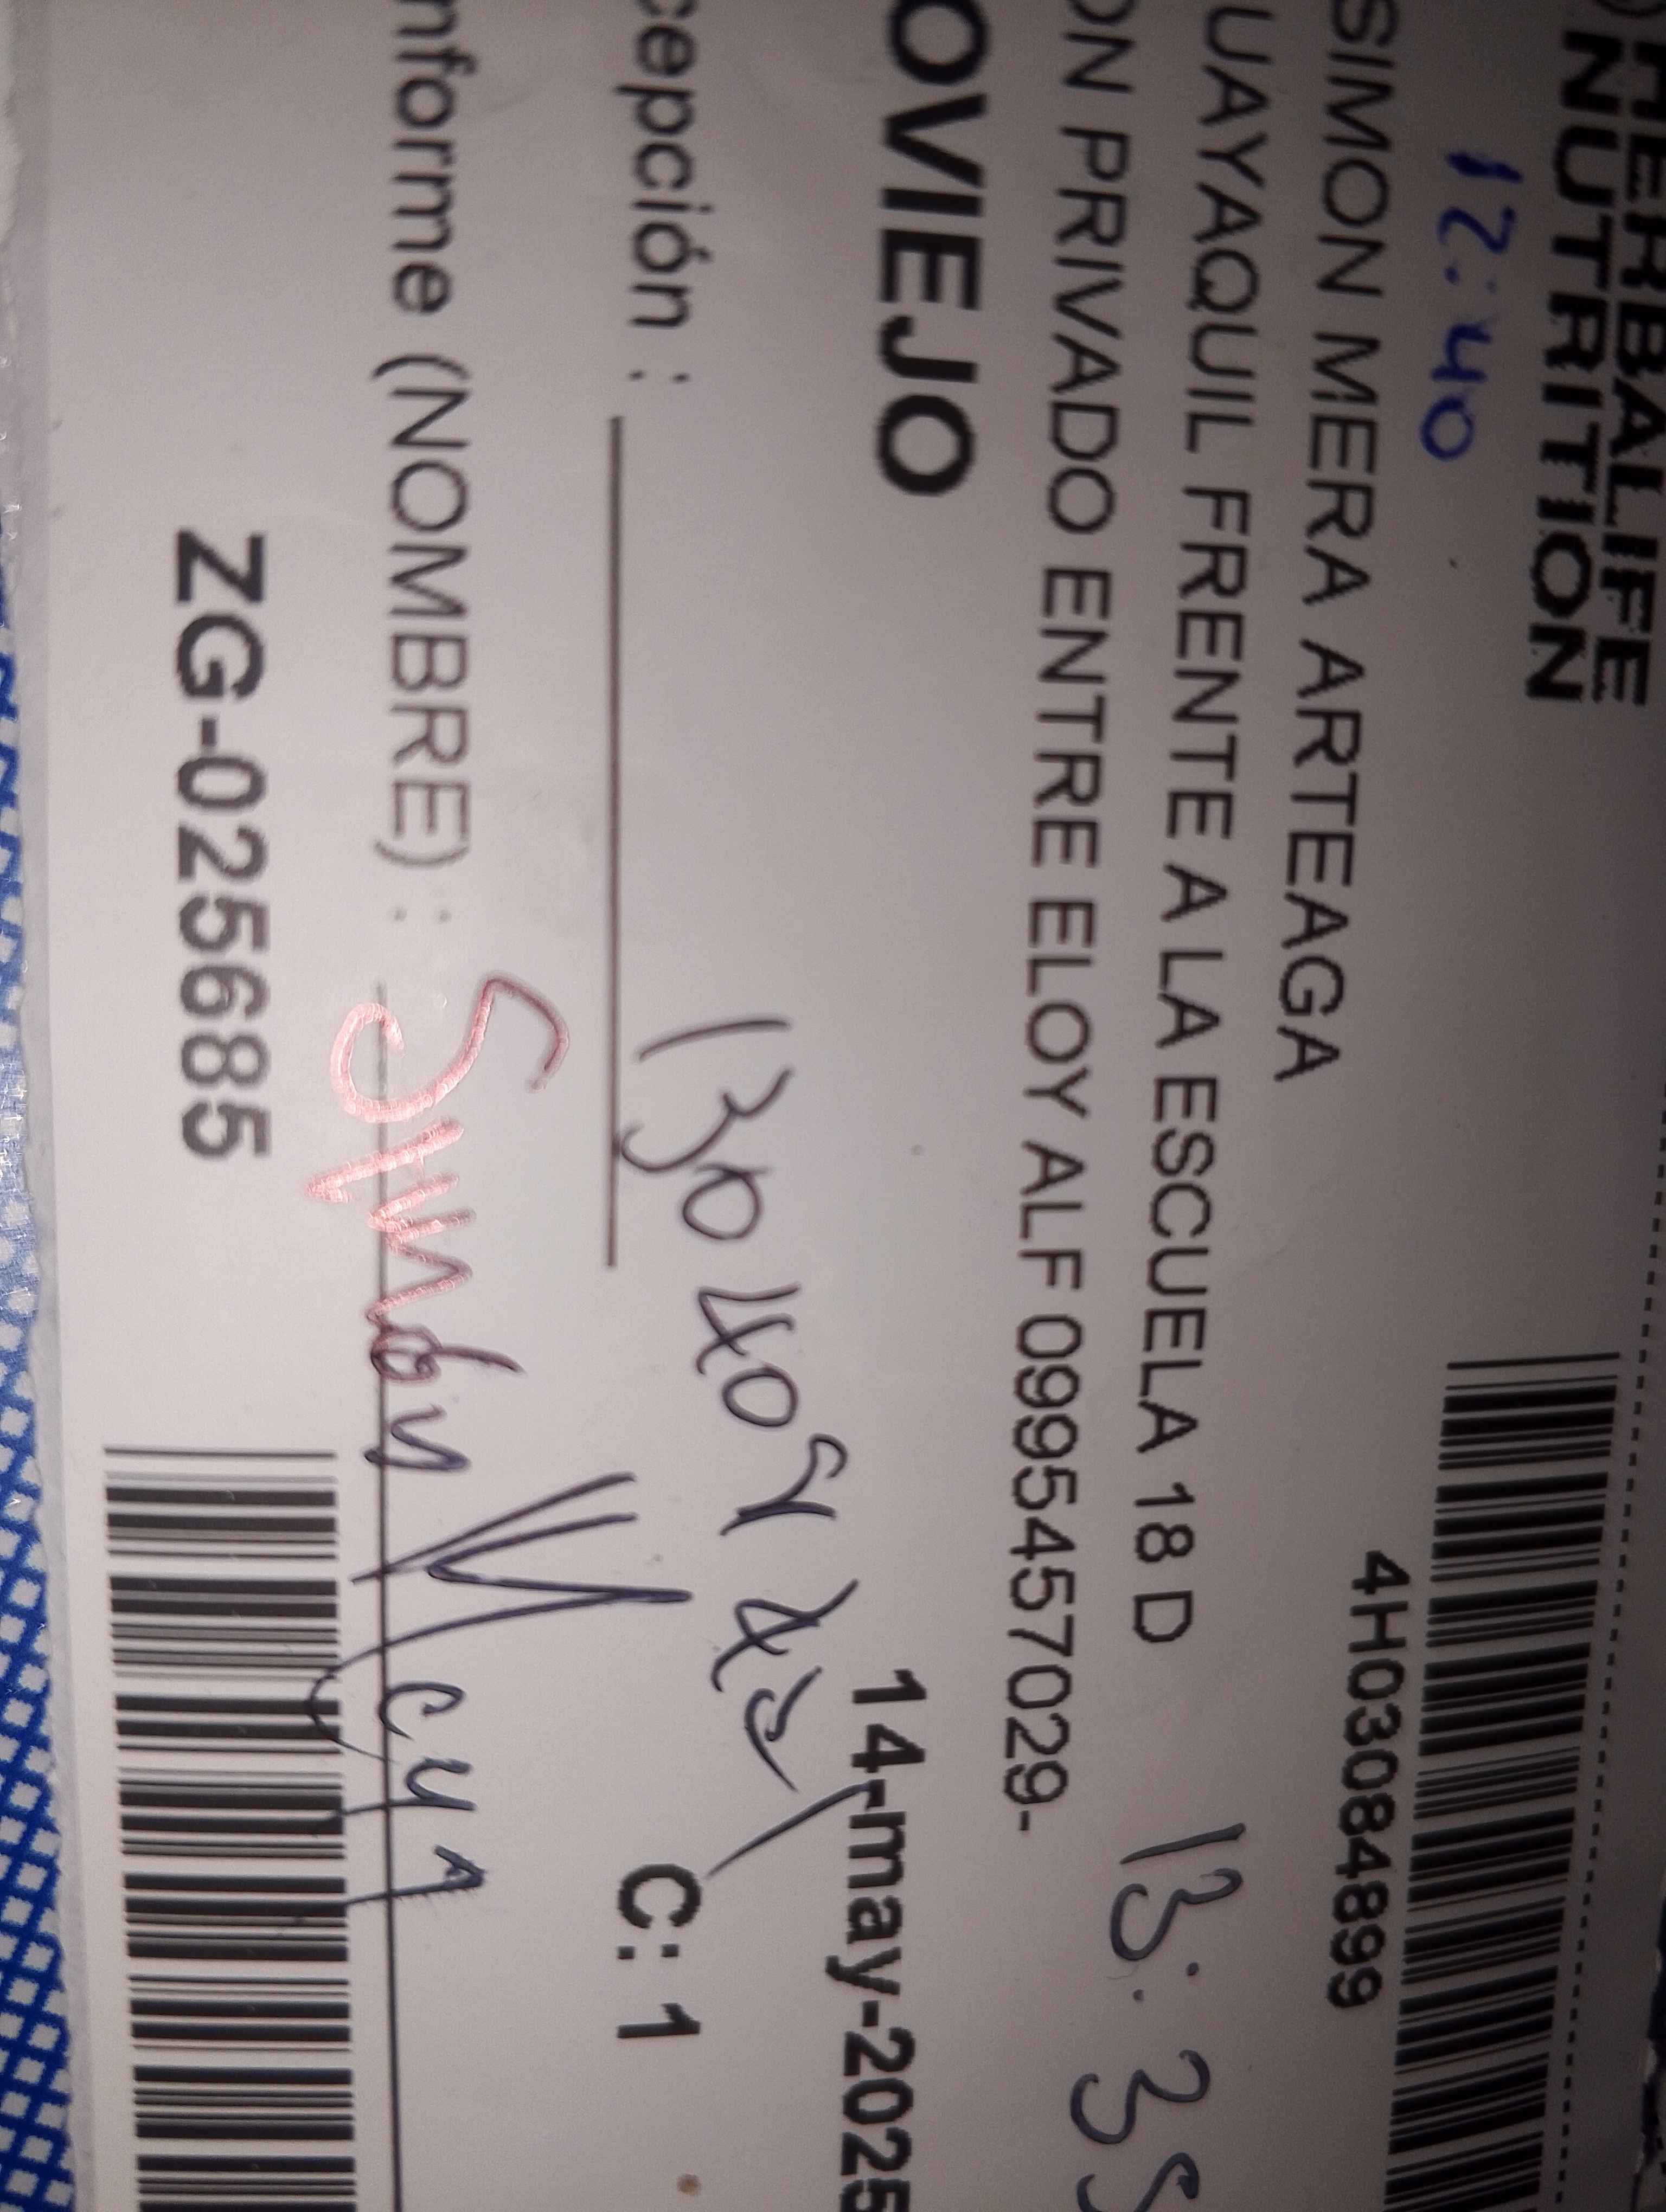 HERBALIFE
NUTRITION
12:40
4H03084899
SIMON MERA ARTEAGA
UAYAQUIL FRENTE A LA ESCUELA 18 D
13:35
ON PRIVADO ENTRE ELOY ALF 0995457029-
OVIEJO
14-may-2025
cepción :
C: 1
nforme (NOMBRE) :
ZG-0256685